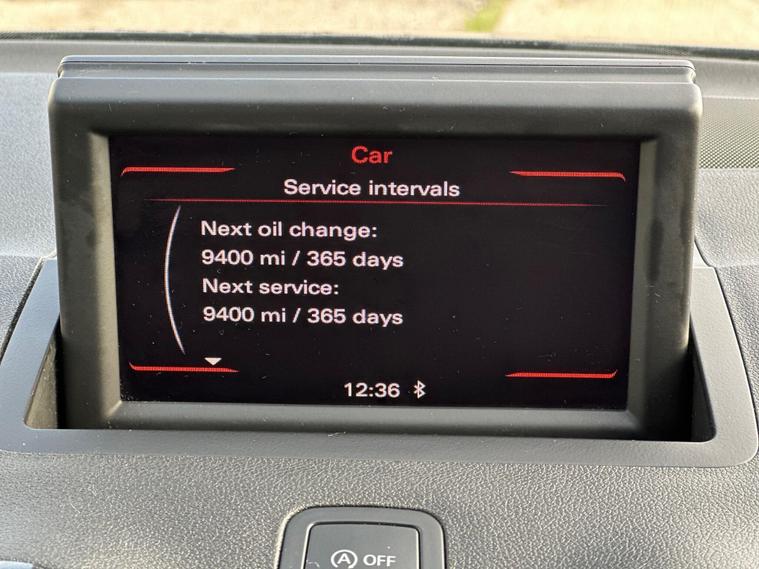 Car
Service intervals
Next oil change:
9400 mi / 365 days
Next service:
9400 mi / 365 days
12:36
A OFF